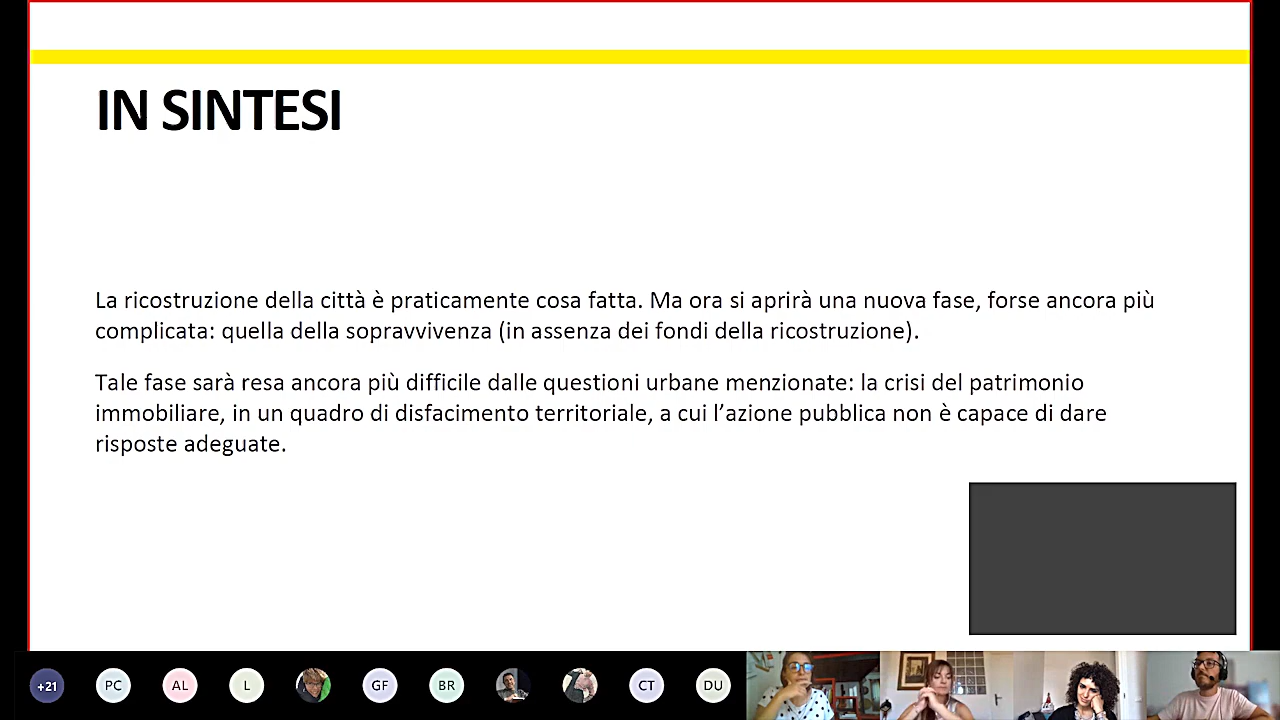 IN SINTESI
La ricostruzione della città è praticamente cosa fatta. Ma ora si aprirà una nuova fase, forse ancora più
complicata: quella della sopravvivenza (in assenza dei fondi della ricostruzione).
Tale fase sarà resa ancora più difficile dalle questioni urbane menzionate: la crisi del patrimonio
immobiliare, in un quadro di disfacimento territoriale, a cui l’azione pubblica non è capace di dare
risposte adeguate.
+21 PC AL L GF BR CT DU